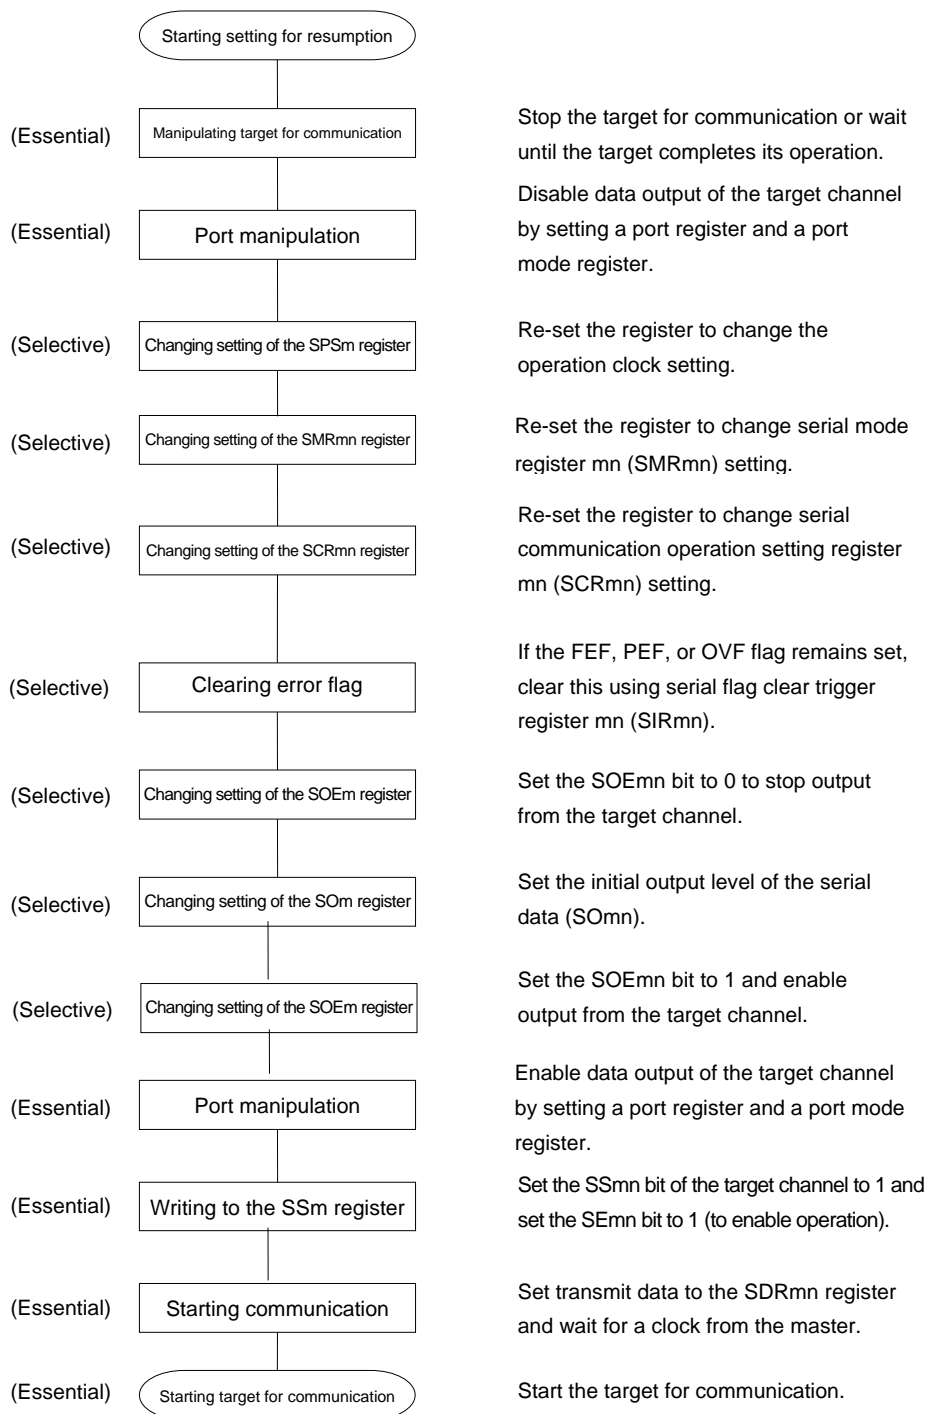 Starting setting for resumption
(Essential)
Manipulating target for communication
Stop the target for communication or wait
until the target completes its operation.
(Essential)
Port manipulation
Disable data output of the target channel
by setting a port register and a port
mode register.
(Selective)
Changing setting of the SPSm register
Re-set the register to change the
operation clock setting.
(Selective)
Changing setting of the SMRmn register
Re-set the register to change serial mode
register mn (SMRmn) setting.
(Selective)
Changing setting of the SCRmn register
Re-set the register to change serial
communication operation setting register
mn (SCRmn) setting.
(Selective)
Clearing error flag
If the FEF, PEF, or OVF flag remains set,
clear this using serial flag clear trigger
register mn (SIRmn).
(Selective)
Changing setting of the SOEm register
Set the SOEmn bit to 0 to stop output
from the target channel.
(Selective)
Changing setting of the SOm register
Set the initial output level of the serial
data (SOmn).
(Selective)
Changing setting of the SOEm register
Set the SOEmn bit to 1 and enable
output from the target channel.
(Essential)
Port manipulation
Enable data output of the target channel
by setting a port register and a port mode
register.
(Essential)
Writing to the SSm register
Set the SSmn bit of the target channel to 1 and
set the SEmn bit to 1 (to enable operation).
(Essential)
Starting communication
Set transmit data to the SDRmn register
and wait for a clock from the master.
(Essential)
Starting target for communication
Start the target for communication.